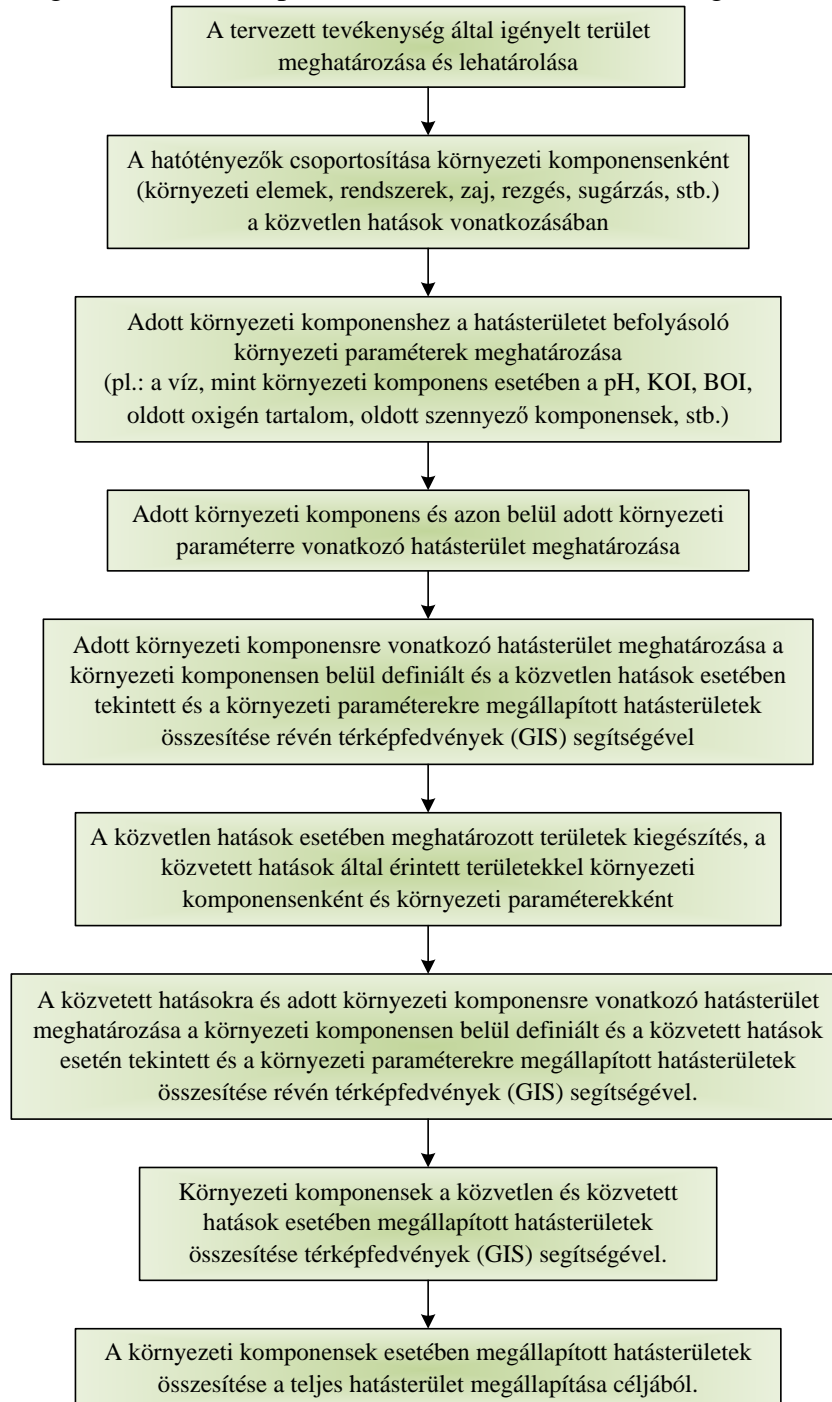 A tervezett tevékenység által igényelt terület
meghatározása és lehatárolása
A hatótényezők csoportosítása környezeti komponensenként
(környezeti elemek, rendszerek, zaj, rezgés, sugárzás, stb.)
a közvetlen hatások vonatkozásában
Adott környezeti komponenshez a hatásterületet befolyásoló
környezeti paraméterek meghatározása
(pl.: a víz, mint környezeti komponens esetében a pH, KOI, BOI,
oldott oxigén tartalom, oldott szennyező komponensek, stb.)
Adott környezeti komponens és azon belül adott környezeti
paraméterre vonatkozó hatásterület meghatározása
Adott környezeti komponensre vonatkozó hatásterület meghatározása a
környezeti komponensen belül definiált és a közvetlen hatások esetében
tekintett és a környezeti paraméterekre megállapított hatásterületek
összesítése révén térképfedvények (GIS) segítségével
A közvetlen hatások esetében meghatározott területek kiegészítés, a
közvetett hatások által érintett területekkel környezeti
komponensenként és környezeti paraméterekként
A közvetett hatásokra és adott környezeti komponensre vonatkozó hatásterület
meghatározása a környezeti komponensen belül definiált és a közvetett hatások
esetén tekintett és a környezeti paraméterekre megállapított hatásterületek
összesítése révén térképfedvények (GIS) segítségével.
Környezeti komponensek a közvetlen és közvetett
hatások esetében megállapított hatásterületek
összesítése térképfedvények (GIS) segítségével.
A környezeti komponensek esetében megállapított hatásterületek
összesítése a teljes hatásterület megállapítása céljából.